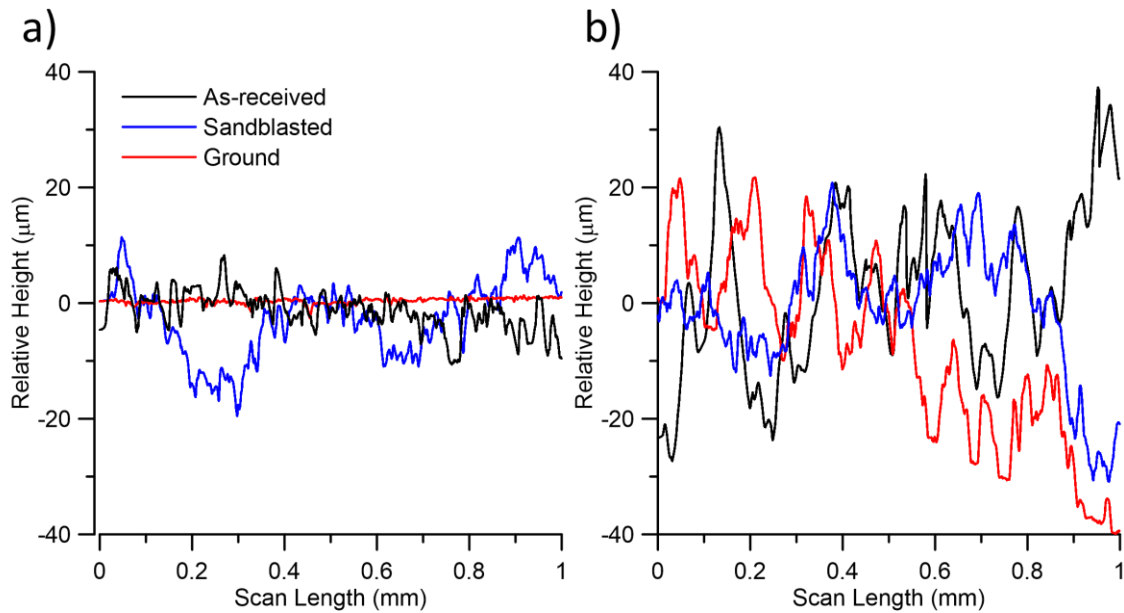 a)
40
20
0
-20
-40
Relative Height (μm)
As-received
Sandblasted
Ground
0 0.2 0.4 0.6 0.8 1
Scan Length (mm)
b)
40
20
0
-20
-40
Relative Height (μm)
0 0.2 0.4 0.6 0.8 1
Scan Length (mm)